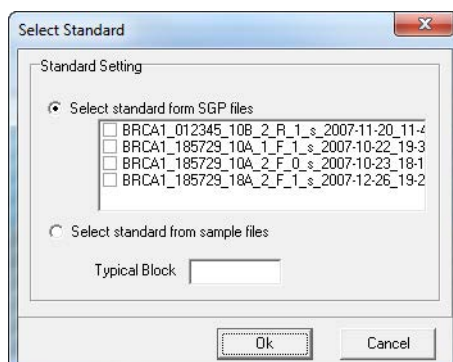 Select Standard
Standard Setting
Select standard form SGP files
BRCA1_012345_10B_2_R_1_s_2007-11-20_11-4
BRCA1_185729_10A_1_F_1_s_2007-10-22_19-3
BRCA1_185729_10A_2_F_0_s_2007-10-23_18-1
BRCA1_185729_18A_2_F_1_s_2007-12-26_19-2
Select standard from sample files
Typical Block
Ok Cancel